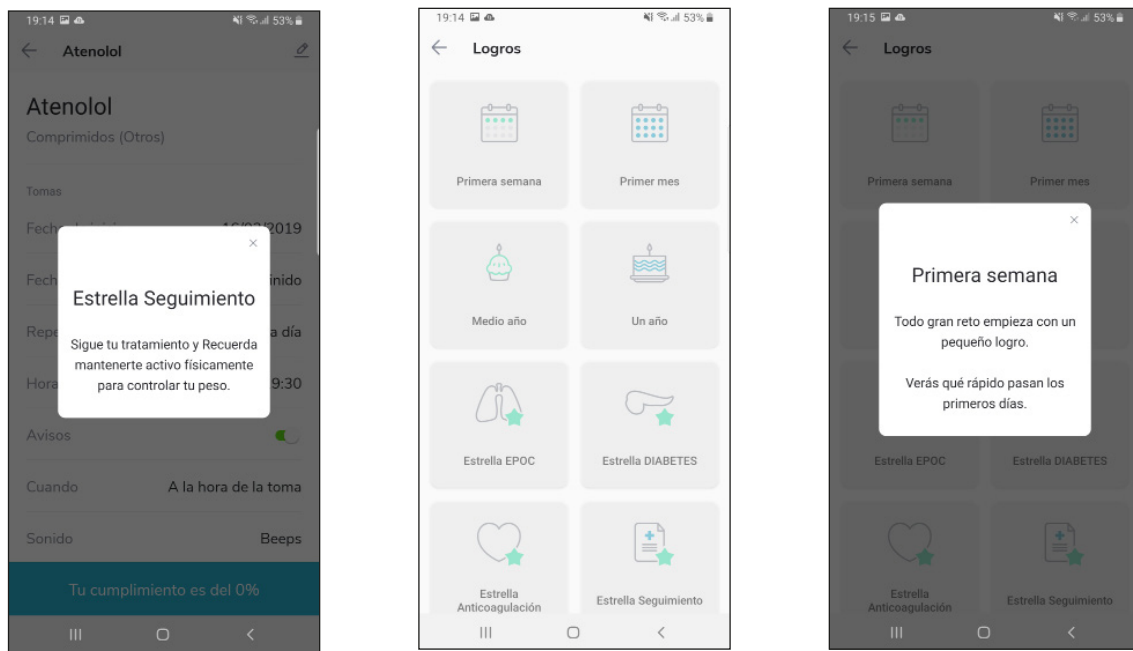 19:14
53%
Atenolol
Atenolol
Comprimidos (Otros)
Tomas
16/03/2019
Estrella Seguimiento
Sigue tu tratamiento y Recuerda
mantenerte activo físicamente
para controlar tu peso.
Avisos
Cuando A la hora de la toma
Sonido Beeps
Tu cumplimiento es del 0%
19:14
53%
Logros
Primera semana
Primer mes
Medio año
Un año
Estrella EPOC
Estrella DIABETES
Estrella
Anticoagulación
Estrella Seguimiento
19:15
53%
Logros
Primera semana
Primer mes
Primera semana
Todo gran reto empieza con un
pequeño logro.
Verás qué rápido pasan los
primeros días.
Estrella EPOC
Estrella DIABETES
Estrella
Anticoagulación
Estrella Seguimiento